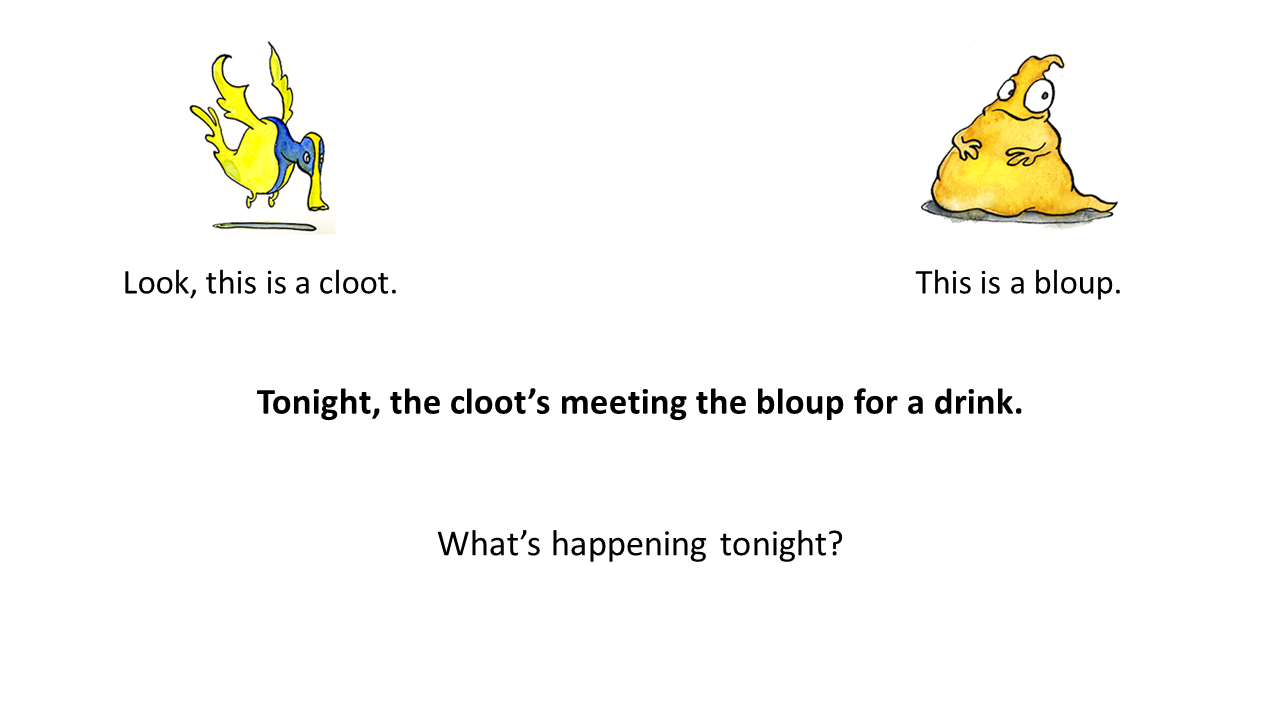 Look, this is a cloot.
This is a bloup.
Tonight, the cloot’s meeting the bloup for a drink.
What’s happening tonight?